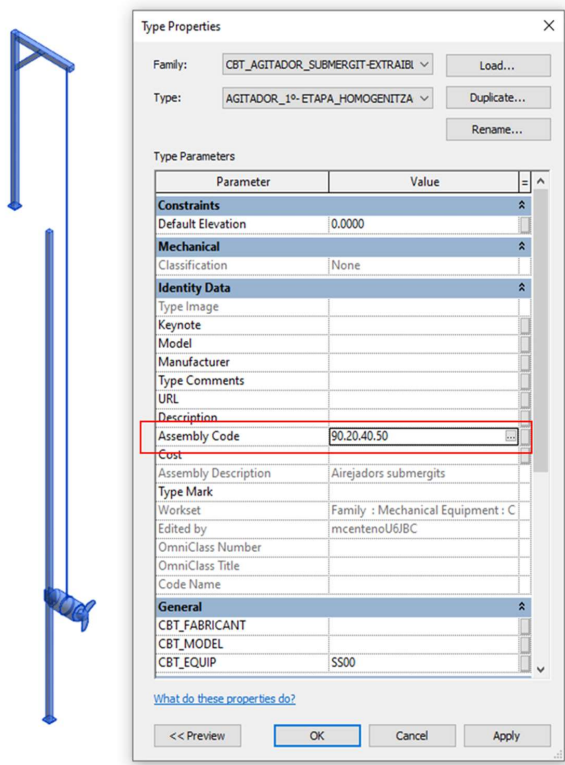 Type Properties
Family: CBT_AGITADOR_SUBMERGIT-EXTRAIBL Load...
Type: AGITADOR_1º- ETAPA_HOMOGENITZA Duplicate...
Rename...
Type Parameters
Parameter Value =
Constraints
Default Elevation 0.0000
Mechanical
Classification None
Identity Data
Type Image
Keynote
Model
Manufacturer
Type Comments
URL
Description
Assembly Code 90.20.40.50 ...
Cost
Assembly Description Airejadors submergits
Type Mark
Workset Family : Mechanical Equipment : C
Edited by mcentenoU6JBC
OmniClass Number
OmniClass Title
Code Name
General
CBT_FABRICANT
CBT_MODEL
CBT_EQUIP SS00
What do these properties do?
<< Preview OK Cancel Apply